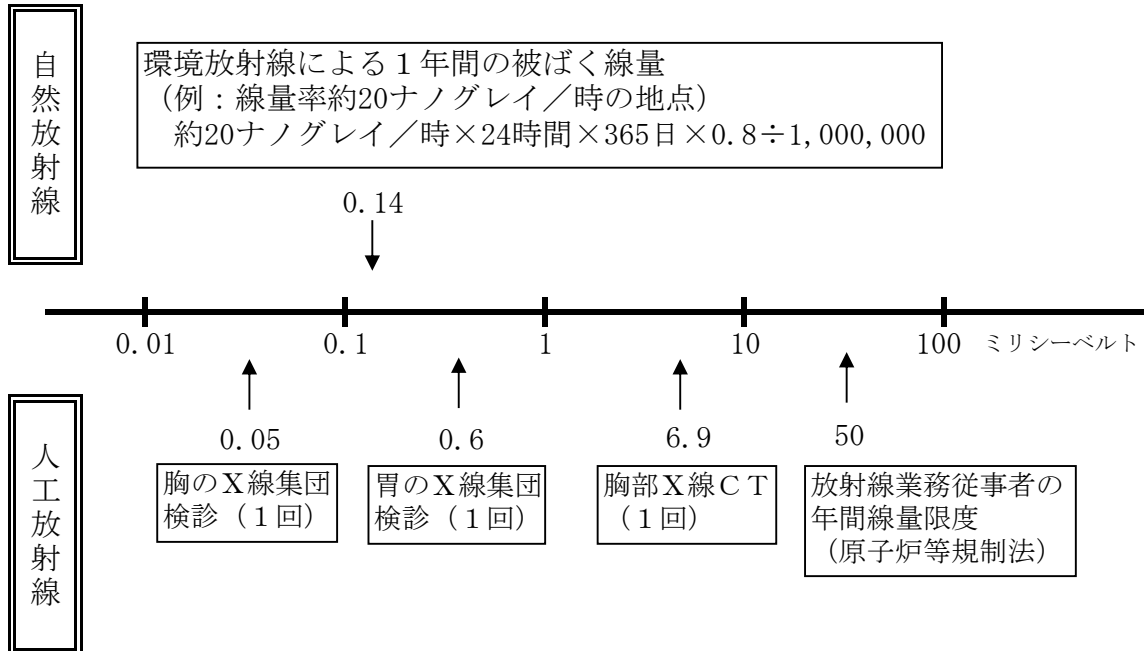 自然放射線
環境放射線による１年間の被ばく線量
（例：線量率約20ナノグレイ／時の地点）
約20ナノグレイ／時×24時間×365日×0.8÷1,000,000
0.14
0.01 0.1 1 10 100 ミリシーベルト
人工放射線
0.05
胸のＸ線集団
検診（１回）
0.6
胃のＸ線集団
検診（１回）
6.9
胸部Ｘ線ＣＴ
（１回）
50
放射線業務従事者の
年間線量限度
（原子炉等規制法）